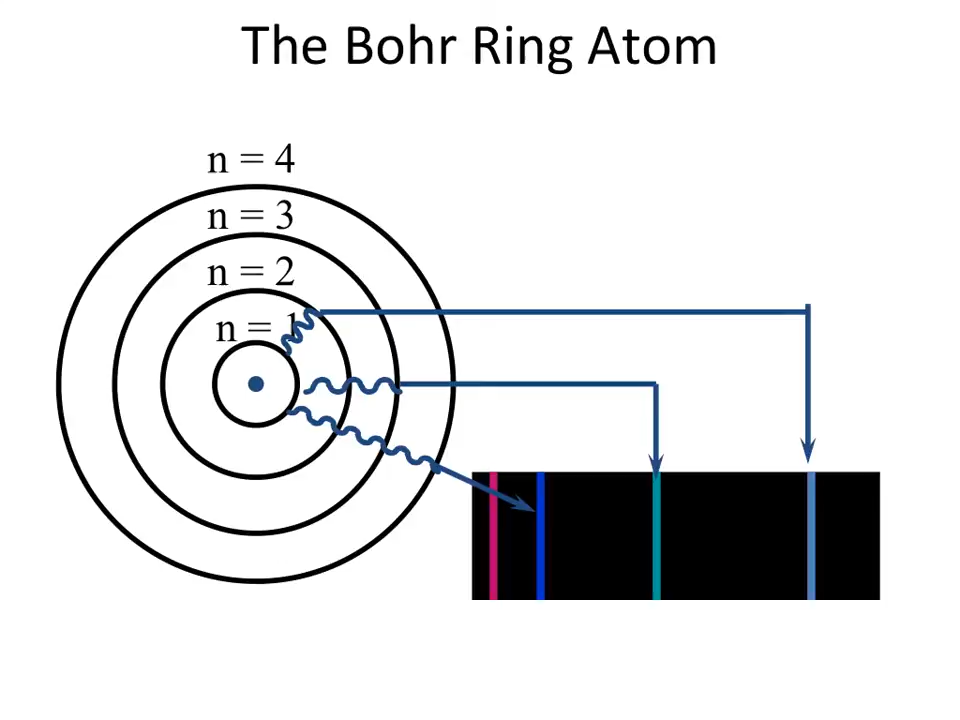 The Bohr Ring Atom
n = 4
n = 3
n = 2
n = 1